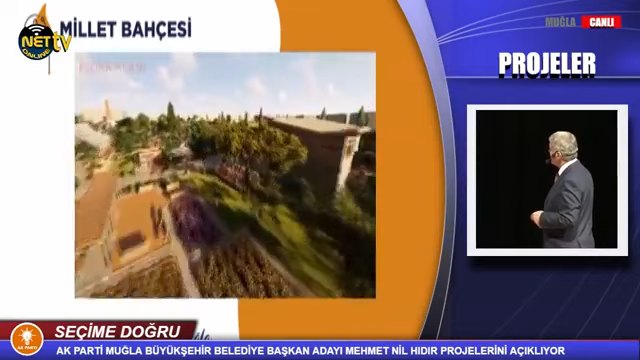 NET tv
ONLINE
MİLLET BAHÇESİ
MUĞLA CANLI
PROJELER
SEÇİME DOĞRU
AK PARTİ
AK PARTİ MUĞLA BÜYÜKŞEHİR BELEDİYE BAŞKAN ADAYI MEHMET NİL HIDIR PROJELERİNİ AÇIKLIYOR